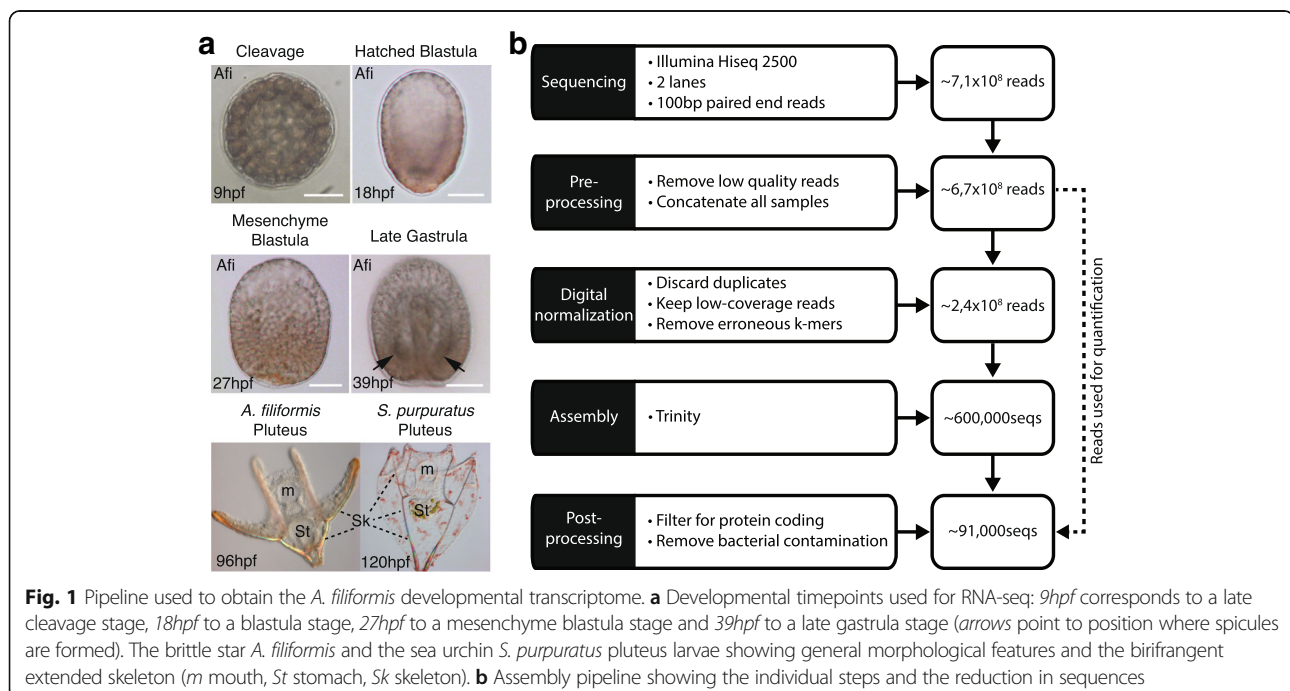 a
Cleavage
Hatched Blastula
Afi
9hpf
Afi
18hpf
Mesenchyme
Blastula
Late Gastrula
Afi
27hpf
Afi
39hpf
A. filiformis
Pluteus
S. purpuratus
Pluteus
m
St
Sk
96hpf
m
St
120hpf
b
Sequencing
• Illumina Hiseq 2500
• 2 lanes
• 100bp paired end reads
~7,1x10⁸ reads
Pre-
processing
• Remove low quality reads
• Concatenate all samples
~6,7x10⁸ reads
Digital
normalization
• Discard duplicates
• Keep low-coverage reads
• Remove erroneous k-mers
~2,4x10⁸ reads
Assembly
• Trinity
~600,000seqs
Post-
processing
• Filter for protein coding
• Remove bacterial contamination
~91,000seqs
Reads used for quantification
Fig. 1 Pipeline used to obtain the A. filiformis developmental transcriptome. a Developmental timepoints used for RNA-seq: 9hpf corresponds to a late
cleavage stage, 18hpf to a blastula stage, 27hpf to a mesenchyme blastula stage and 39hpf to a late gastrula stage (arrows point to position where spicules
are formed). The brittle star A. filiformis and the sea urchin S. purpuratus pluteus larvae showing general morphological features and the birifrangent
extended skeleton (m mouth, St stomach, Sk skeleton). b Assembly pipeline showing the individual steps and the reduction in sequences